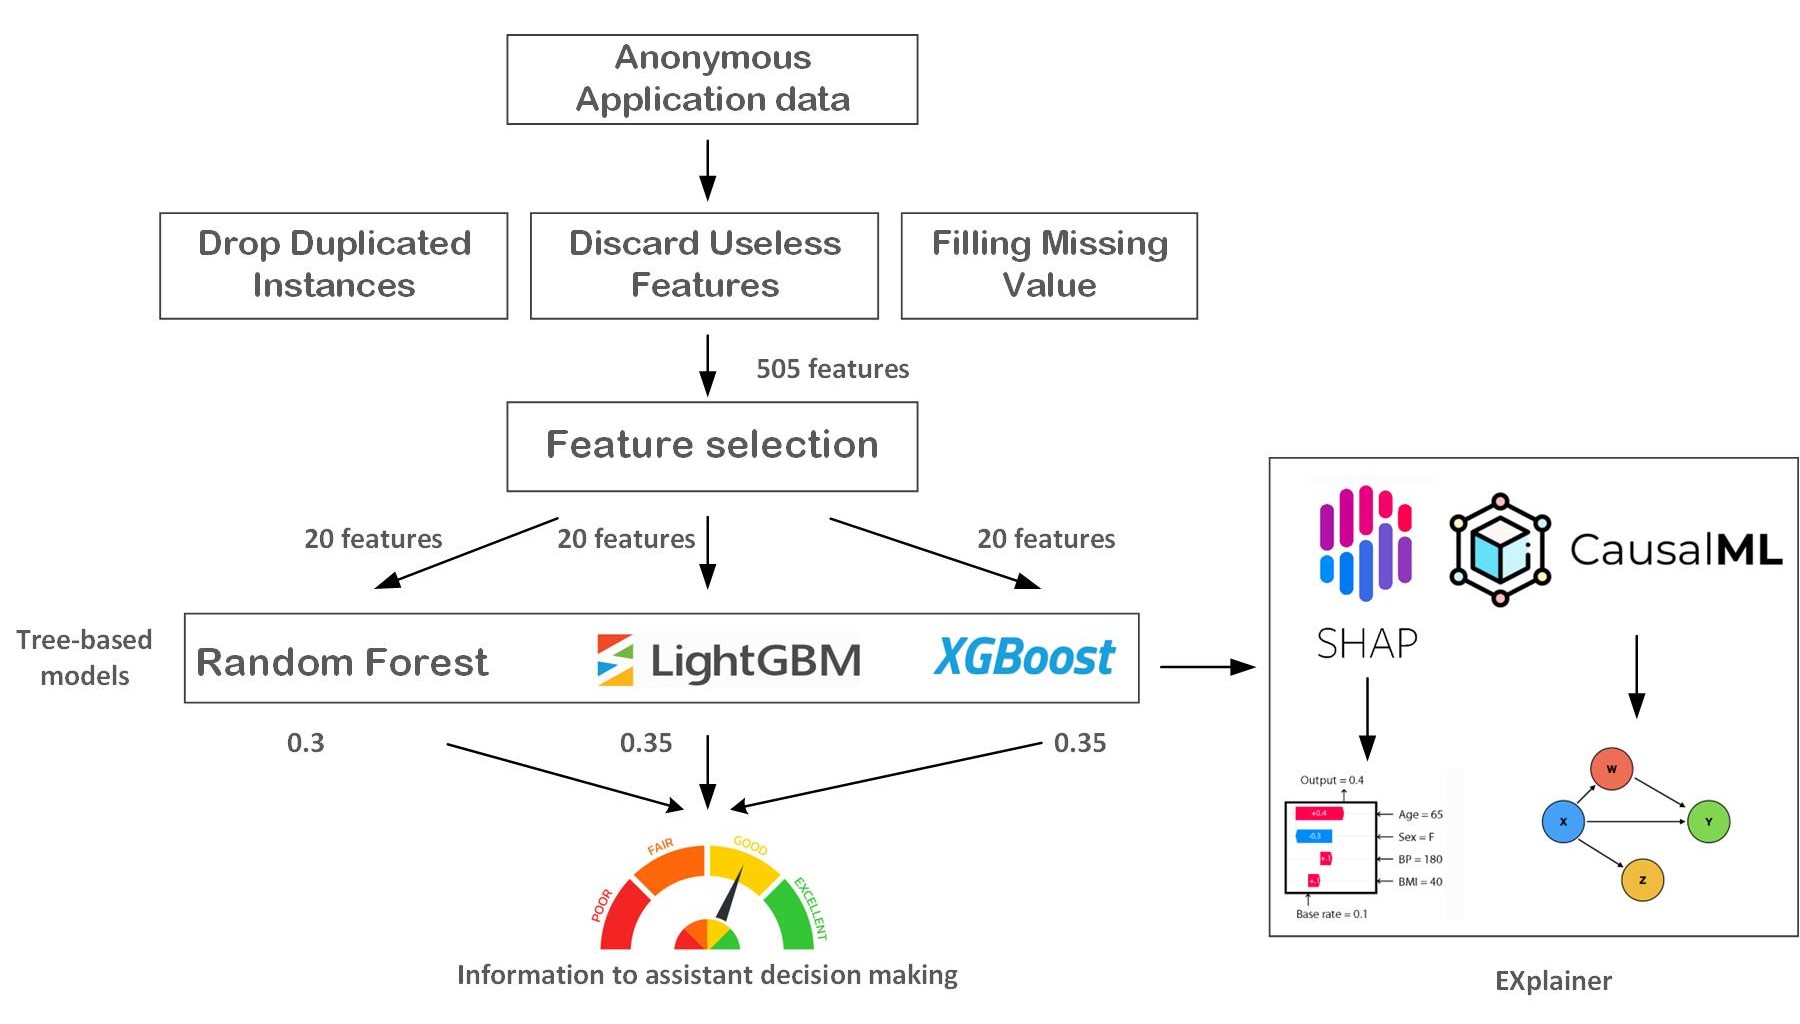 Anonymous
Application data
Drop Duplicated
Instances
Discard Useless
Features
Filling Missing
Value
505 features
Feature selection
20 features
20 features
20 features
Tree-based
models
Random Forest
LightGBM
XGBoost
0.3
0.35
0.35
POOR
FAIR
GOOD
EXCELLENT
Information to assistant decision making
SHAP
CausalML
Output = 0.4
+0.4
Age = 65
-0.3
Sex = F
+.1
BP = 180
+.1
BMI = 40
Base rate = 0.1
W
X
Y
Z
EXplainer